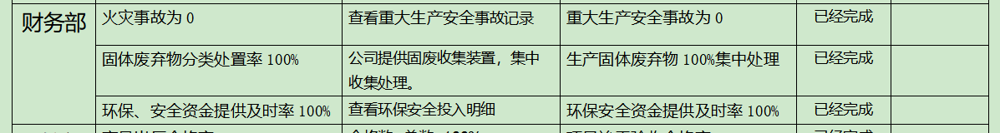 财务部
火灾事故为 0
查看重大生产安全事故记录
重大生产安全事故为 0
已经完成
固体废弃物分类处置率 100%
公司提供固废收集装置，集中
收集处理。
生产固体废弃物 100%集中处理
已经完成
环保、安全资金提供及时率 100%
查看环保安全投入明细
环保安全资金提供及时率 100%
已经完成